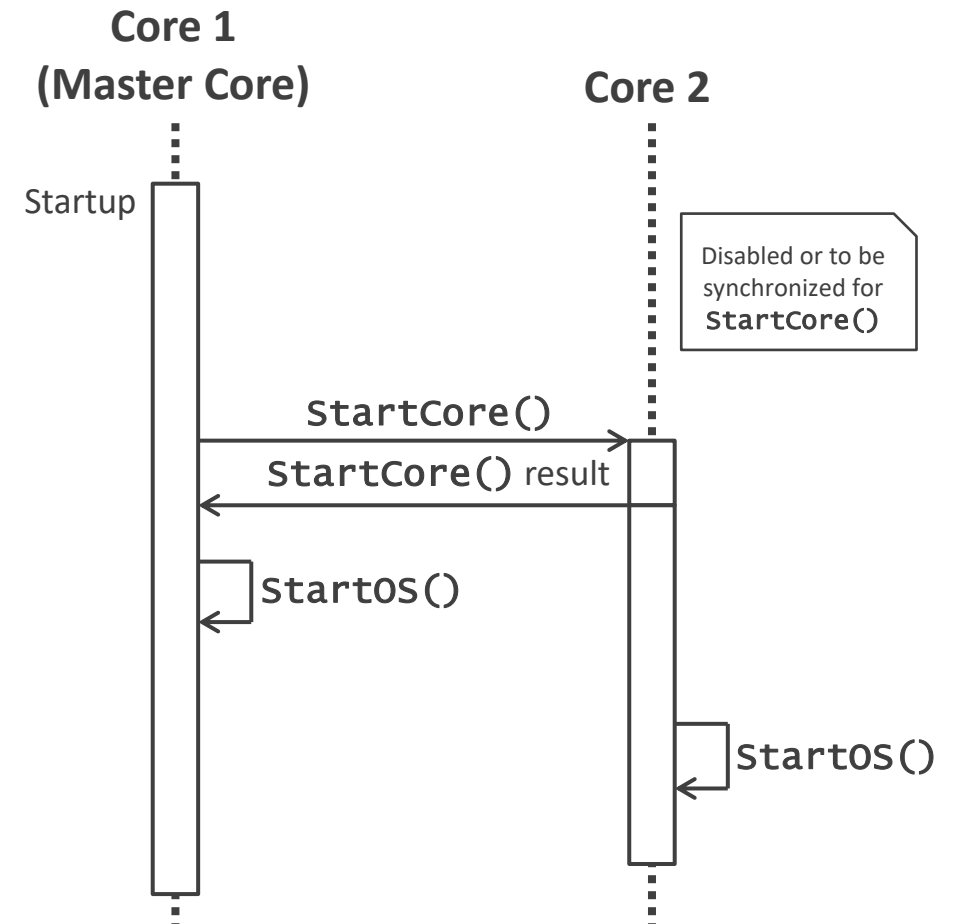 Core 1
(Master Core)
Core 2
Startup
Disabled or to be
synchronized for
StartCore()
StartCore()
StartCore() result
StartOS()
StartOS()